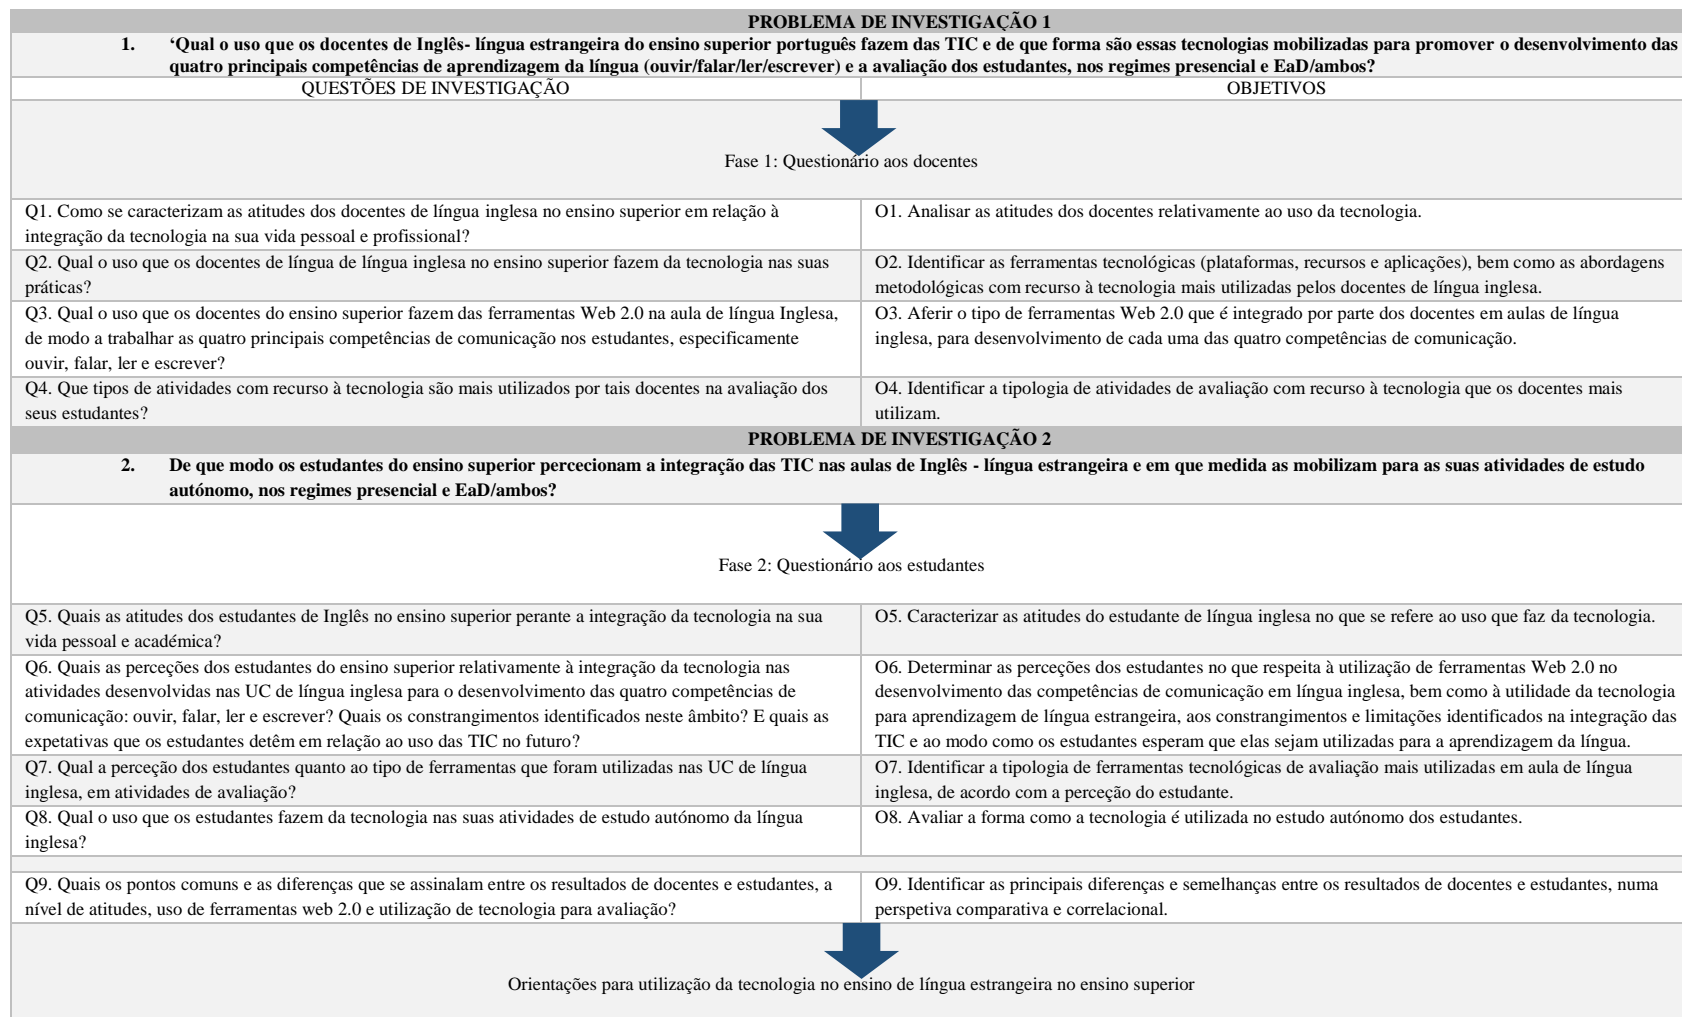 PROBLEMA DE INVESTIGAÇÃO 1
1. ‘Qual o uso que os docentes de Inglês- língua estrangeira do ensino superior português fazem das TIC e de que forma são essas tecnologias mobilizadas para promover o desenvolvimento das
quatro principais competências de aprendizagem da língua (ouvir/falar/ler/escrever) e a avaliação dos estudantes, nos regimes presencial e EaD/ambos?
QUESTÕES DE INVESTIGAÇÃO
OBJETIVOS
Fase 1: Questionário aos docentes
Q1. Como se caracterizam as atitudes dos docentes de língua inglesa no ensino superior em relação à
integração da tecnologia na sua vida pessoal e profissional?
O1. Analisar as atitudes dos docentes relativamente ao uso da tecnologia.
Q2. Qual o uso que os docentes de língua de língua inglesa no ensino superior fazem da tecnologia nas suas
práticas?
O2. Identificar as ferramentas tecnológicas (plataformas, recursos e aplicações), bem como as abordagens
metodológicas com recurso à tecnologia mais utilizadas pelos docentes de língua inglesa.
Q3. Qual o uso que os docentes do ensino superior fazem das ferramentas Web 2.0 na aula de língua Inglesa,
de modo a trabalhar as quatro principais competências de comunicação nos estudantes, especificamente
ouvir, falar, ler e escrever?
O3. Aferir o tipo de ferramentas Web 2.0 que é integrado por parte dos docentes em aulas de língua
inglesa, para desenvolvimento de cada uma das quatro competências de comunicação.
Q4. Que tipos de atividades com recurso à tecnologia são mais utilizados por tais docentes na avaliação dos
seus estudantes?
O4. Identificar a tipologia de atividades de avaliação com recurso à tecnologia que os docentes mais
utilizam.
PROBLEMA DE INVESTIGAÇÃO 2
2. De que modo os estudantes do ensino superior percecionam a integração das TIC nas aulas de Inglês - língua estrangeira e em que medida as mobilizam para as suas atividades de estudo
autónomo, nos regimes presencial e EaD/ambos?
Fase 2: Questionário aos estudantes
Q5. Quais as atitudes dos estudantes de Inglês no ensino superior perante a integração da tecnologia na sua
vida pessoal e académica?
O5. Caracterizar as atitudes do estudante de língua inglesa no que se refere ao uso que faz da tecnologia.
Q6. Quais as perceções dos estudantes do ensino superior relativamente à integração da tecnologia nas
atividades desenvolvidas nas UC de língua inglesa para o desenvolvimento das quatro competências de
comunicação: ouvir, falar, ler e escrever? Quais os constrangimentos identificados neste âmbito? E quais as
expetativas que os estudantes detêm em relação ao uso das TIC no futuro?
O6. Determinar as perceções dos estudantes no que respeita à utilização de ferramentas Web 2.0 no
desenvolvimento das competências de comunicação em língua inglesa, bem como à utilidade da tecnologia
para aprendizagem de língua estrangeira, aos constrangimentos e limitações identificados na integração das
TIC e ao modo como os estudantes esperam que elas sejam utilizadas para a aprendizagem da língua.
Q7. Qual a perceção dos estudantes quanto ao tipo de ferramentas que foram utilizadas nas UC de língua
inglesa, em atividades de avaliação?
O7. Identificar a tipologia de ferramentas tecnológicas de avaliação mais utilizadas em aula de língua
inglesa, de acordo com a perceção do estudante.
Q8. Qual o uso que os estudantes fazem da tecnologia nas suas atividades de estudo autónomo da língua
inglesa?
O8. Avaliar a forma como a tecnologia é utilizada no estudo autónomo dos estudantes.
Q9. Quais os pontos comuns e as diferenças que se assinalam entre os resultados de docentes e estudantes, a
nível de atitudes, uso de ferramentas web 2.0 e utilização de tecnologia para avaliação?
O9. Identificar as principais diferenças e semelhanças entre os resultados de docentes e estudantes, numa
perspetiva comparativa e correlacional.
Orientações para utilização da tecnologia no ensino de língua estrangeira no ensino superior